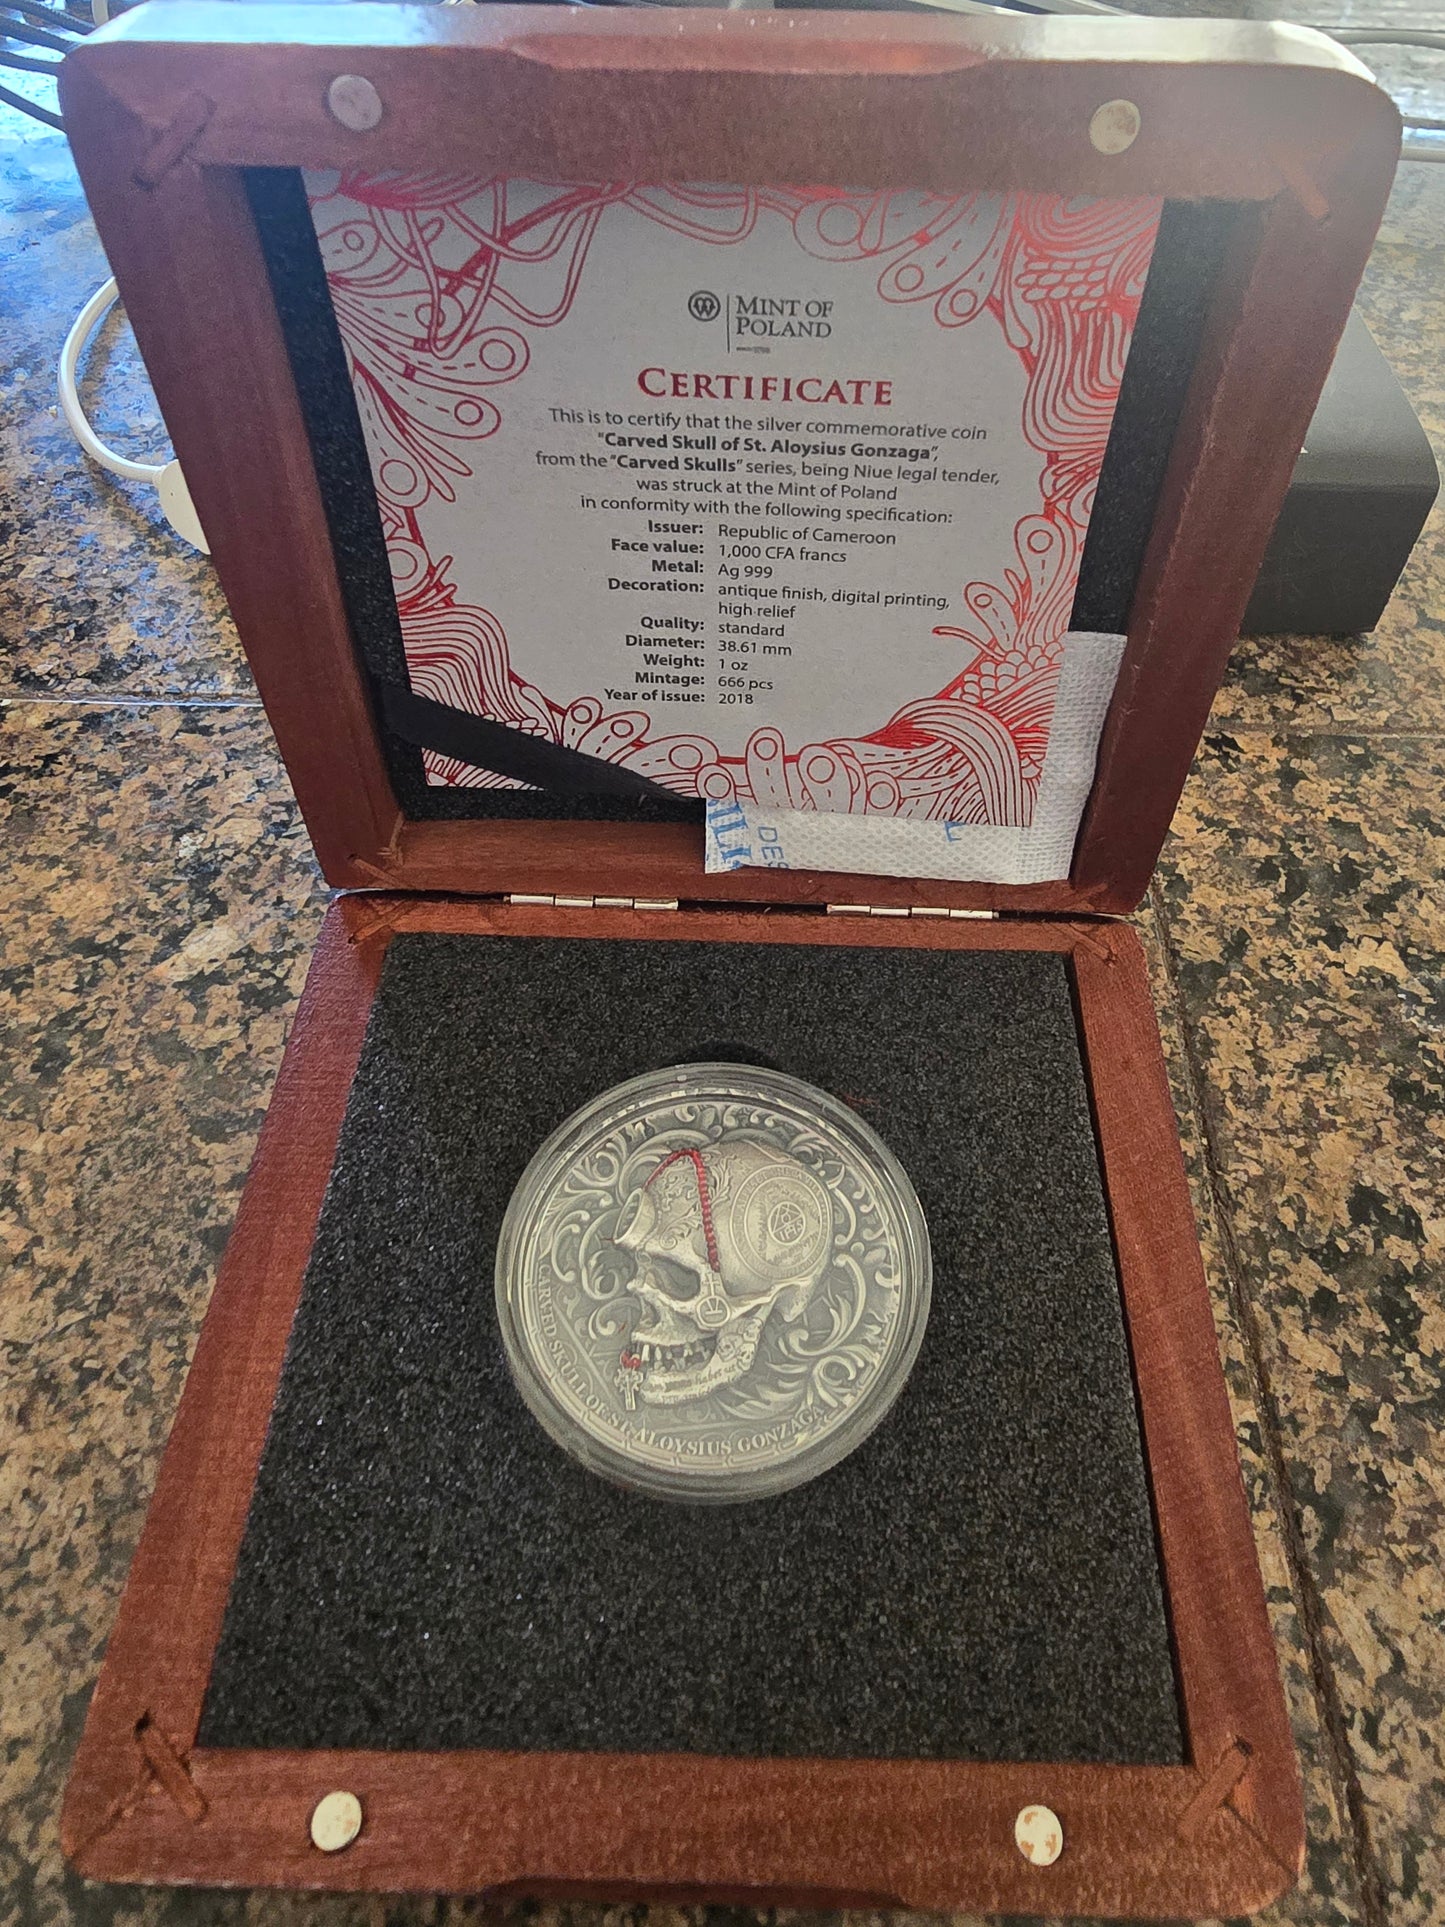 MINT OF
POLAND
CERTIFICATE
This is to certify that the silver commemorative coin
"Carved Skull of St. Aloysius Gonzaga",
from the "Carved Skulls" series, being Niue legal tender,
was struck at the Mint of Poland
in conformity with the following specification:
Issuer: Republic of Cameroon
Face value: 1,000 CFA francs
Metal: Ag 999
Decoration: antique finish, digital printing,
high relief
Quality: standard
Diameter: 38.61 mm
Weight: 1 oz
Mintage: 666 pcs
Year of issue: 2018
DES
CARVED SKULL OF ST. ALOYSIUS GONZAGA